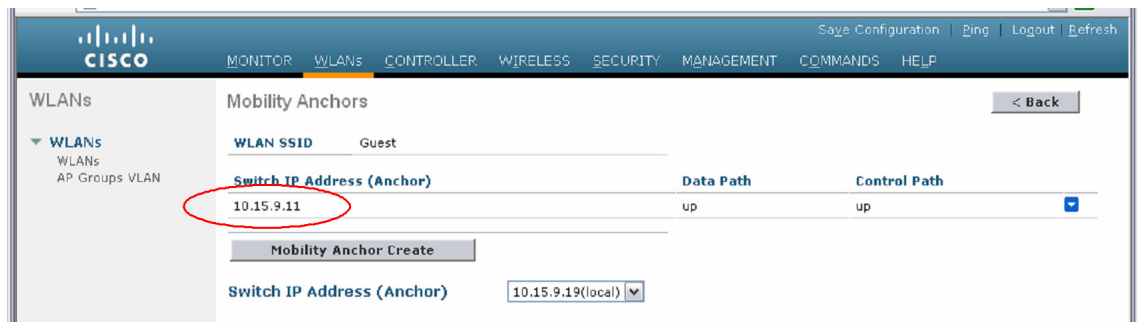 Save Configuration | Ping | Logout | Refresh
CISCO
MONITOR WLANs CONTROLLER WIRELESS SECURITY MANAGEMENT COMMANDS HELP
WLANs
Mobility Anchors
< Back
WLANs
WLANs
AP Groups VLAN
WLAN SSID Guest
Switch IP Address (Anchor) Data Path Control Path
10.15.9.11 up up
Mobility Anchor Create
Switch IP Address (Anchor) 10.15.9.19(local)